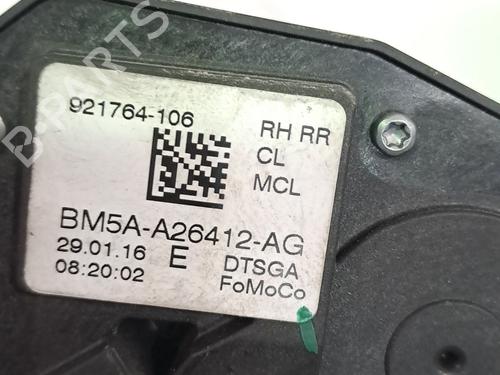 921764-106
RH RR
CL
MCL
BM5A-A26412-AG
29.01.16 E DTSGA
08:20:02 FoMoCo
B-PARTS